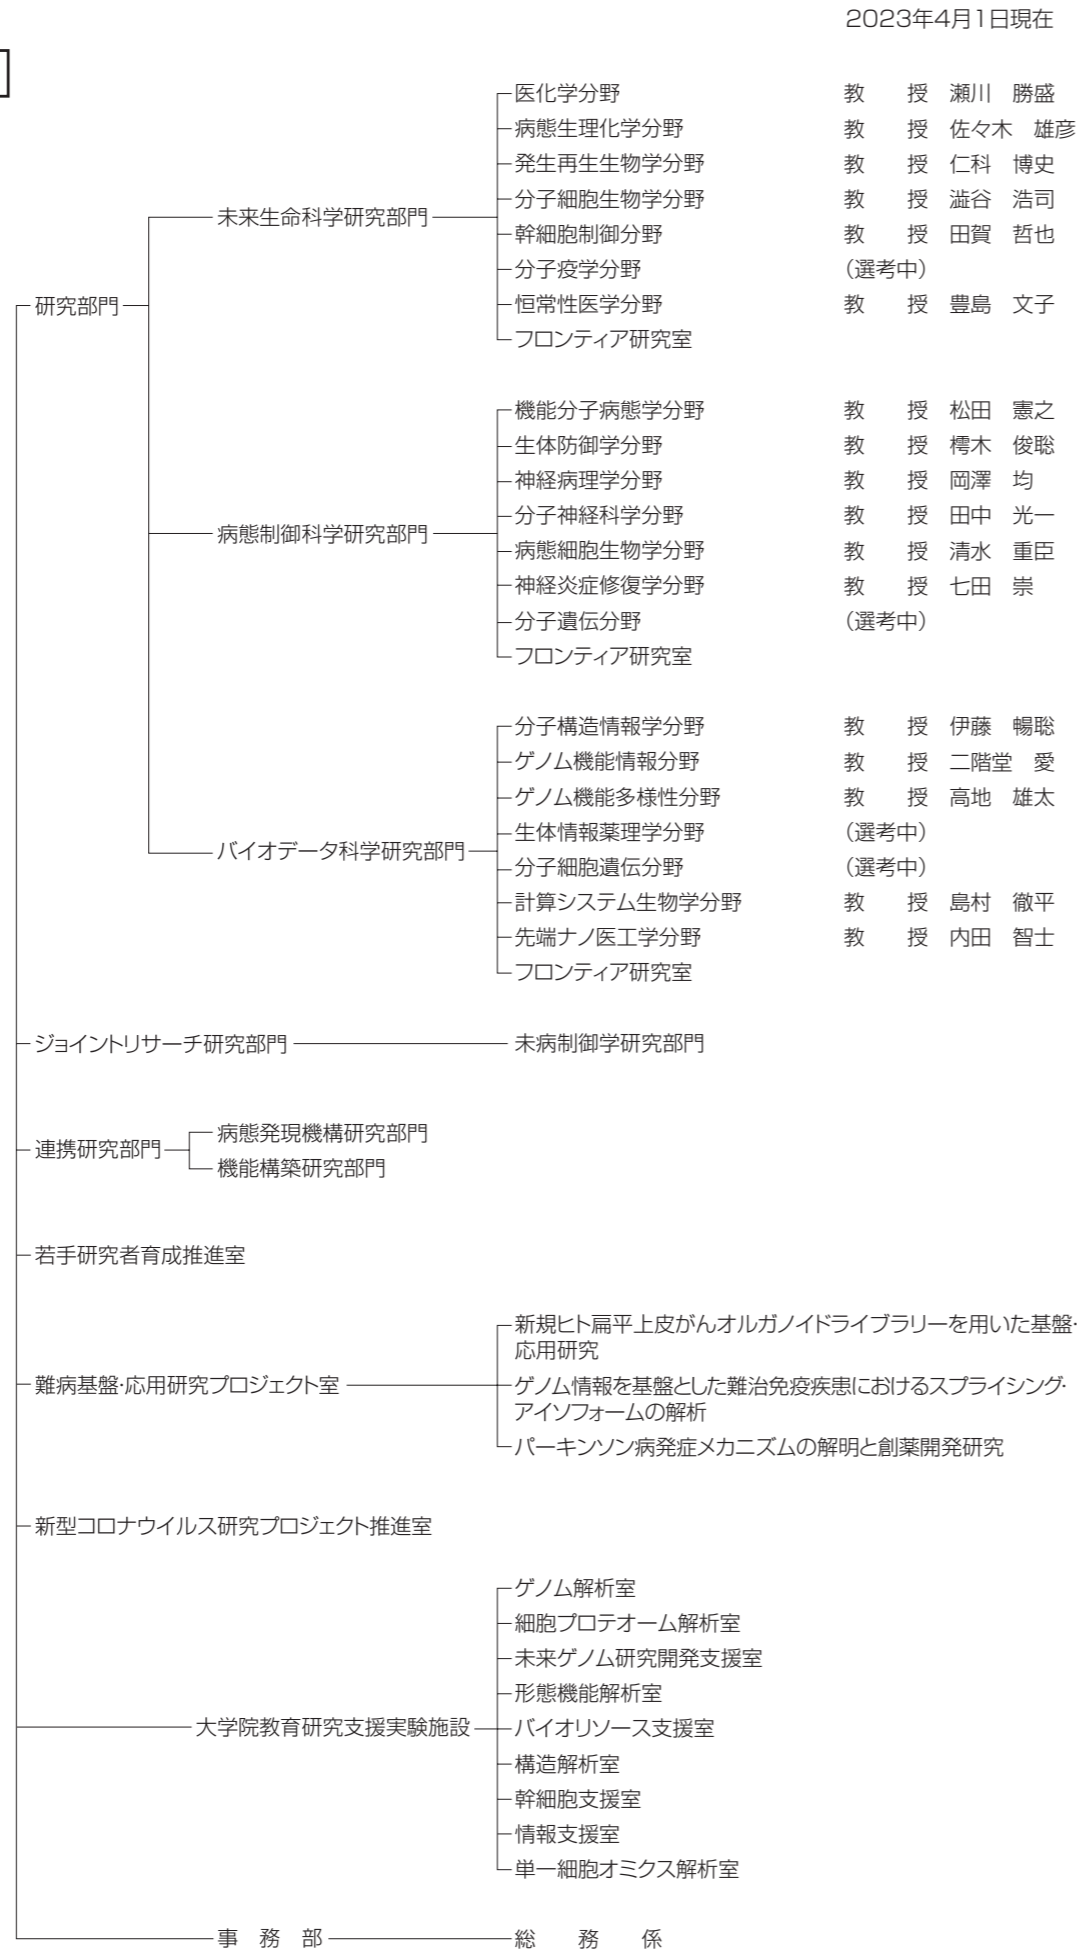 2023年4月1日現在
研究部門
未来生命科学研究部門
医化学分野 教 授 瀬川 勝盛
病態生理化学分野 教 授 佐々木 雄彦
発生再生生物学分野 教 授 仁科 博史
分子細胞生物学分野 教 授 澁谷 浩司
幹細胞制御分野 教 授 田賀 哲也
分子疫学分野 (選考中)
恒常性医学分野 教 授 豊島 文子
フロンティア研究室
病態制御科学研究部門
機能分子病態学分野 教 授 松田 憲之
生体防御学分野 教 授 樗木 俊聡
神経病理学分野 教 授 岡澤 均
分子神経科学分野 教 授 田中 光一
病態細胞生物学分野 教 授 清水 重臣
神経炎症修復学分野 教 授 七田 崇
分子遺伝分野 (選考中)
フロンティア研究室
バイオデータ科学研究部門
分子構造情報学分野 教 授 伊藤 暢聡
ゲノム機能情報分野 教 授 二階堂 愛
ゲノム機能多様性分野 教 授 高地 雄太
生体情報薬理学分野 (選考中)
分子細胞遺伝分野 (選考中)
計算システム生物学分野 教 授 島村 徹平
先端ナノ医工学分野 教 授 内田 智士
フロンティア研究室
ジョイントリサーチ研究部門 未病制御学研究部門
連携研究部門
病態発現機構研究部門
機能構築研究部門
若手研究者育成推進室
難病基盤・応用研究プロジェクト室
新規ヒト扁平上皮がんオルガノイドライブラリーを用いた基盤・
応用研究
ゲノム情報を基盤とした難治免疫疾患におけるスプライシング・
アイソフォームの解析
パーキンソン病発症メカニズムの解明と創薬開発研究
新型コロナウイルス研究プロジェクト推進室
大学院教育研究支援実験施設
ゲノム解析室
細胞プロテオーム解析室
未来ゲノム研究開発支援室
形態機能解析室
バイオリソース支援室
構造解析室
幹細胞支援室
情報支援室
単一細胞オミクス解析室
事 務 部 総 務 係